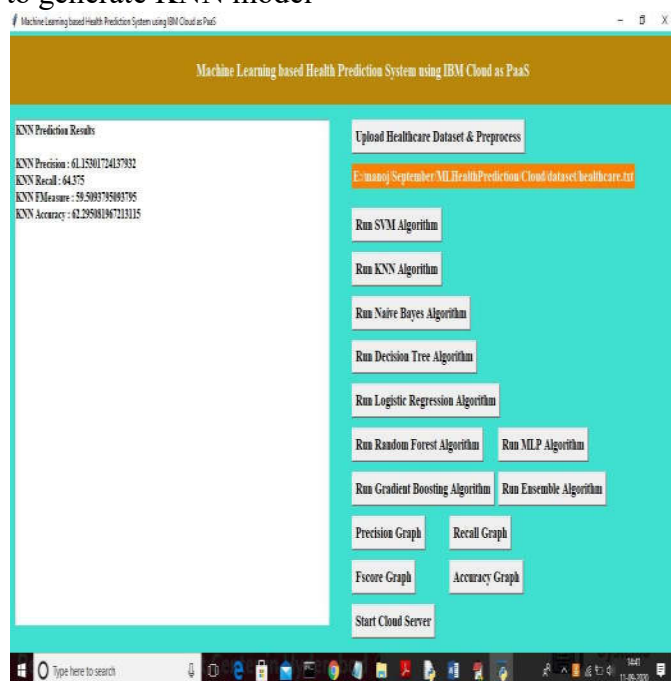 to generate KNN model
Machine Learning based Health Prediction System using IBM Cloud as PaaS
Machine Learning based Health Prediction System using IBM Cloud as PaaS
KNN Prediction Results
KNN Precision : 61.15301724137932
KNN Recall : 64.375
KNN FMeasure : 59.5093795093795
KNN Accuracy : 62.295081967213115
Upload Healthcare Dataset & Preprocess
E:/manoj/September/MLHealthPrediction/Cloud/dataset/healthcare.txt
Run SVM Algorithm
Run KNN Algorithm
Run Naive Bayes Algorithm
Run Decision Tree Algorithm
Run Logistic Regression Algorithm
Run Random Forest Algorithm Run MLP Algorithm
Run Gradient Boosting Algorithm Run Ensemble Algorithm
Precision Graph Recall Graph
Fscore Graph Accuracy Graph
Start Cloud Server
Type here to search
14:41
11-09-2020